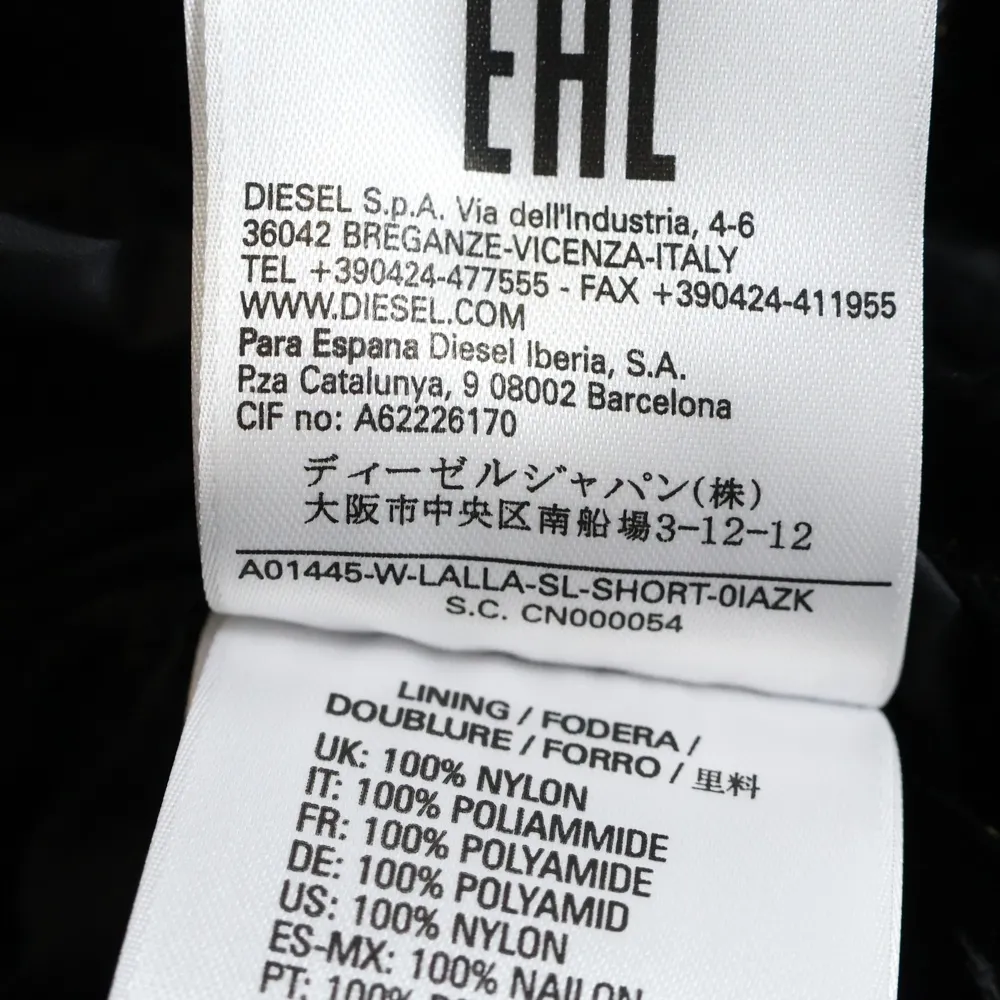 EAC
DIESEL S.p.A. Via dell'Industria, 4-6
36042 BREGANZE-VICENZA-ITALY
TEL +390424-477555 - FAX +390424-411955
WWW.DIESEL.COM
Para Espana Diesel Iberia, S.A.
P.za Catalunya, 9 08002 Barcelona
CIF no: A62226170
ディーゼルジャパン(株)
大阪市中央区南船場3-12-12
A01445-W-LALLA-SL-SHORT-0IAZK
S.C. CN000054
LINING / FODERA /
DOUBLURE / FORRO / 里料
UK: 100% NYLON
IT: 100% POLIAMMIDE
FR: 100% POLYAMIDE
DE: 100% POLYAMID
US: 100% NYLON
ES-MX: 100% NAILON
PT: 100%